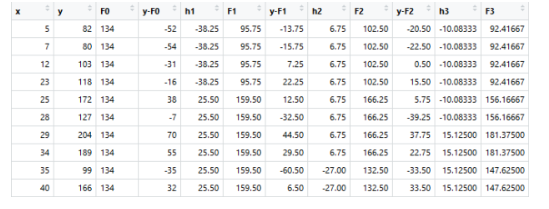 x y F0 y-F0 h1 F1 y-F1 h2 F2 y-F2 h3 F3
5 82 134 -52 -38.25 95.75 -13.75 6.75 102.50 -20.50 -10.08333 92.41667
7 80 134 -54 -38.25 95.75 -15.75 6.75 102.50 -22.50 -10.08333 92.41667
12 103 134 -31 -38.25 95.75 7.25 6.75 102.50 0.50 -10.08333 92.41667
23 118 134 -16 -38.25 95.75 22.25 6.75 102.50 15.50 -10.08333 92.41667
25 172 134 38 25.50 159.50 12.50 6.75 166.25 5.75 -10.08333 156.16667
28 127 134 -7 25.50 159.50 -32.50 6.75 166.25 -39.25 -10.08333 156.16667
29 204 134 70 25.50 159.50 44.50 6.75 166.25 37.75 15.12500 181.37500
34 189 134 55 25.50 159.50 29.50 6.75 166.25 22.75 15.12500 181.37500
35 99 134 -35 25.50 159.50 -60.50 -27.00 132.50 -33.50 15.12500 147.62500
40 166 134 32 25.50 159.50 6.50 -27.00 132.50 33.50 15.12500 147.62500